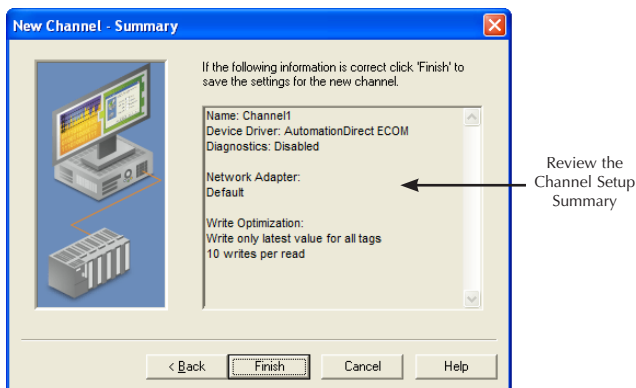 New Channel - Summary
If the following information is correct click 'Finish' to
save the settings for the new channel.
Name: Channel1
Device Driver: AutomationDirect ECOM
Diagnostics: Disabled
Network Adapter:
Default
Write Optimization:
Write only latest value for all tags
10 writes per read
Review the
Channel Setup
Summary
< Back
Finish
Cancel
Help